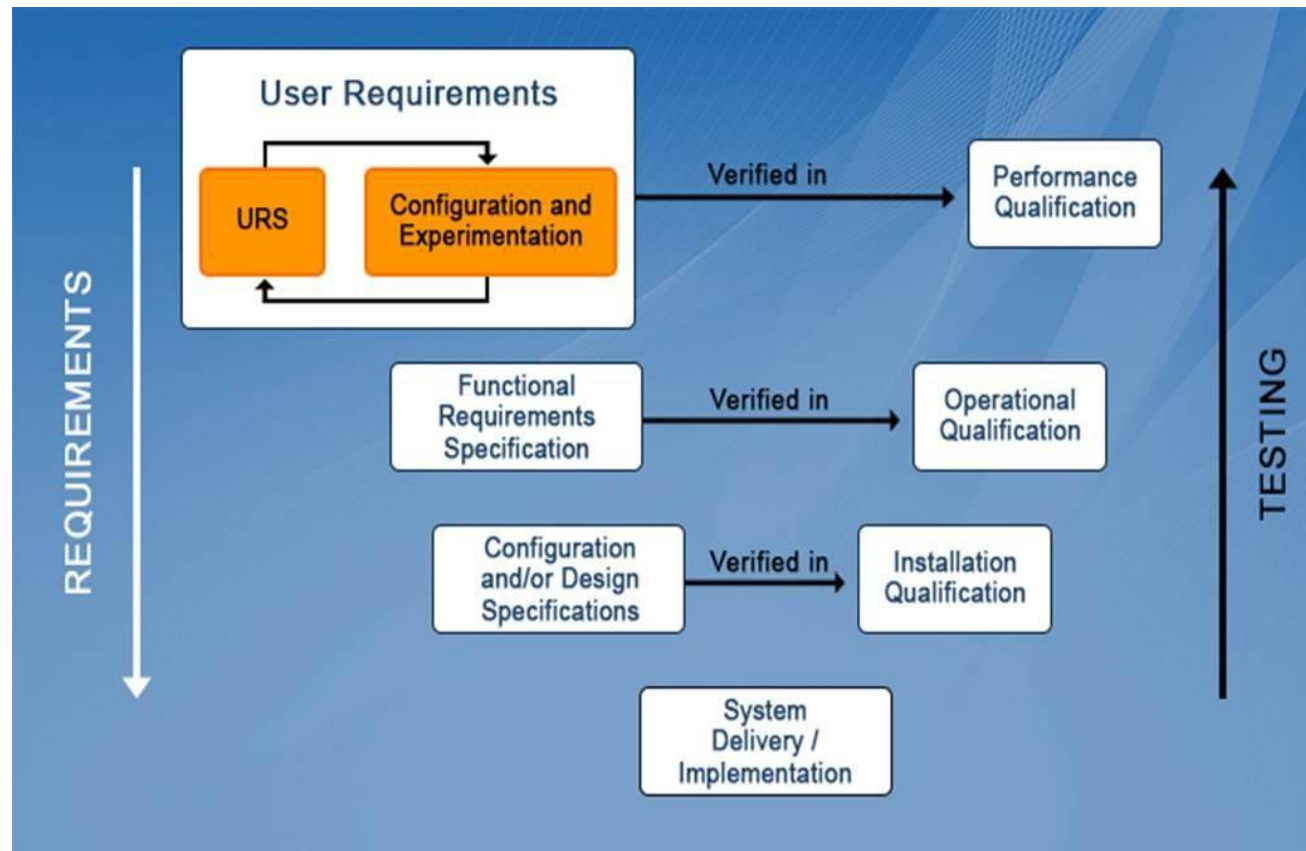 User Requirements
URS
Configuration and
Experimentation
Verified in
Performance
Qualification
REQUIREMENTS
Functional
Requirements
Specification
Verified in
Operational
Qualification
TESTING
Configuration
and/or Design
Specifications
Verified in
Installation
Qualification
System
Delivery /
Implementation